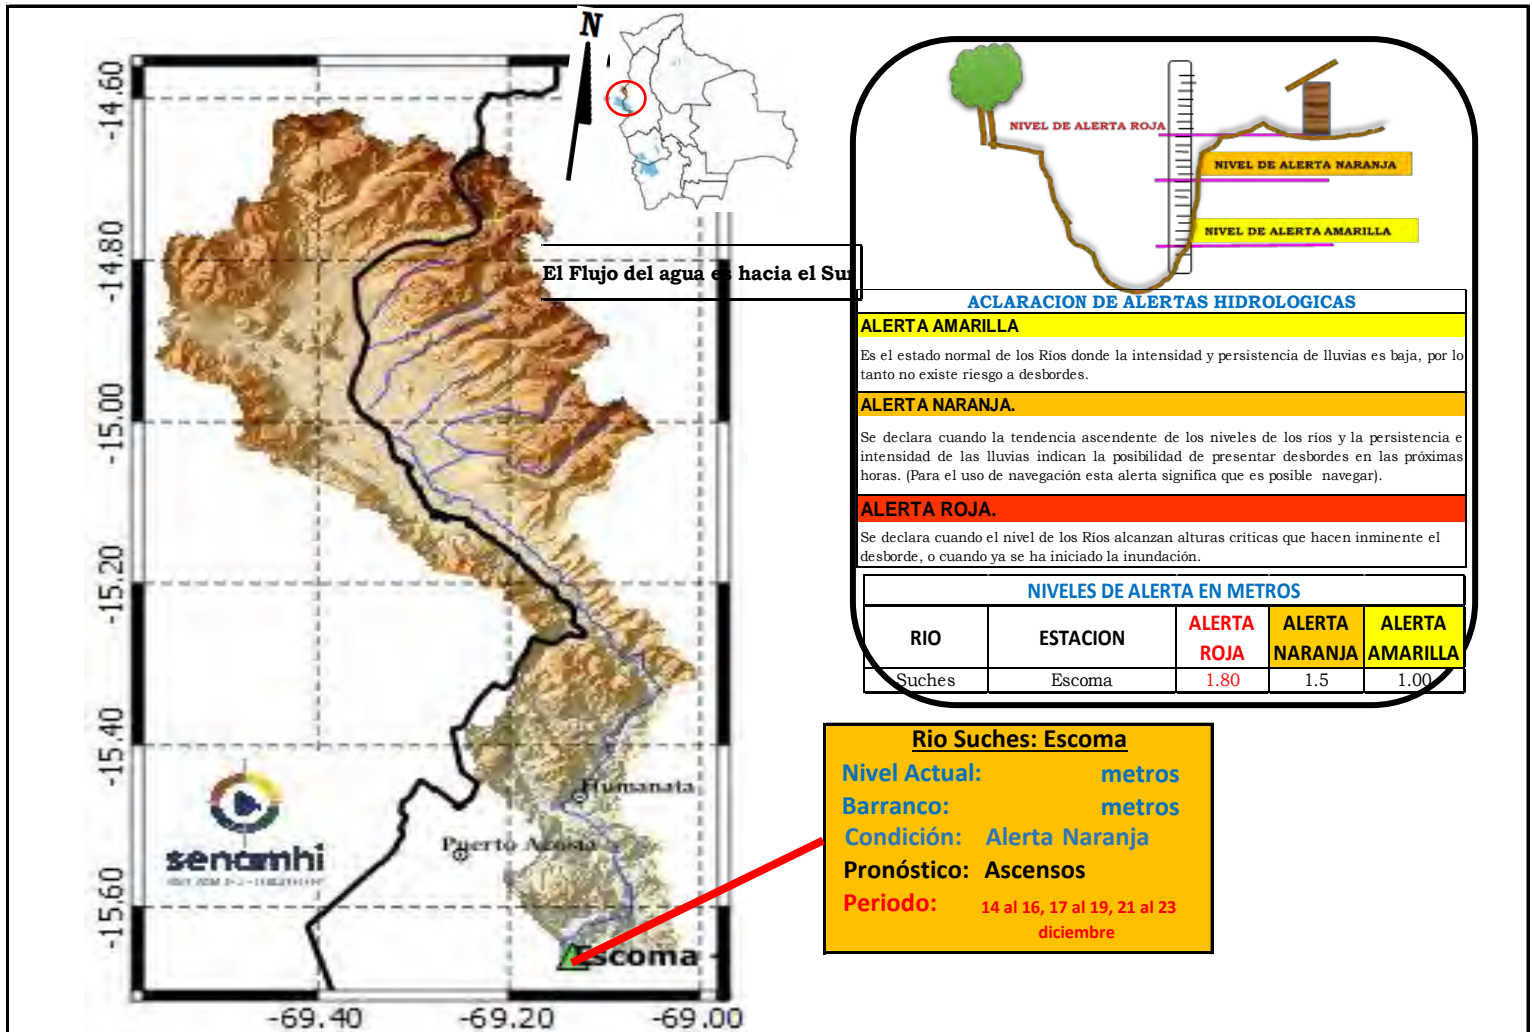 N
-14.60
-14.80
-15.00
-15.20
-15.40
-15.60
-69.40
-69.20
-69.00
El Flujo del agua es hacia el Sur
Humanata
Puerto Acosta
Escoma
senamhi
NIVEL DE ALERTA ROJA
NIVEL DE ALERTA NARANJA
NIVEL DE ALERTA AMARILLA
ACLARACION DE ALERTAS HIDROLOGICAS
ALERTA AMARILLA
Es el estado normal de los Ríos donde la intensidad y persistencia de lluvias es baja, por lo
tanto no existe riesgo a desbordes.
ALERTA NARANJA.
Se declara cuando la tendencia ascendente de los niveles de los ríos y la persistencia e
intensidad de las lluvias indican la posibilidad de presentar desbordes en las próximas
horas. (Para el uso de navegación esta alerta significa que es posible navegar).
ALERTA ROJA.
Se declara cuando el nivel de los Ríos alcanzan alturas críticas que hacen inminente el
desborde, o cuando ya se ha iniciado la inundación.
NIVELES DE ALERTA EN METROS
RIO ESTACION ALERTA ROJA ALERTA NARANJA ALERTA AMARILLA
Suches Escoma 1.80 1.5 1.00
Rio Suches: Escoma
Nivel Actual: metros
Barranco: metros
Condición: Alerta Naranja
Pronóstico: Ascensos
Periodo: 14 al 16, 17 al 19, 21 al 23
diciembre